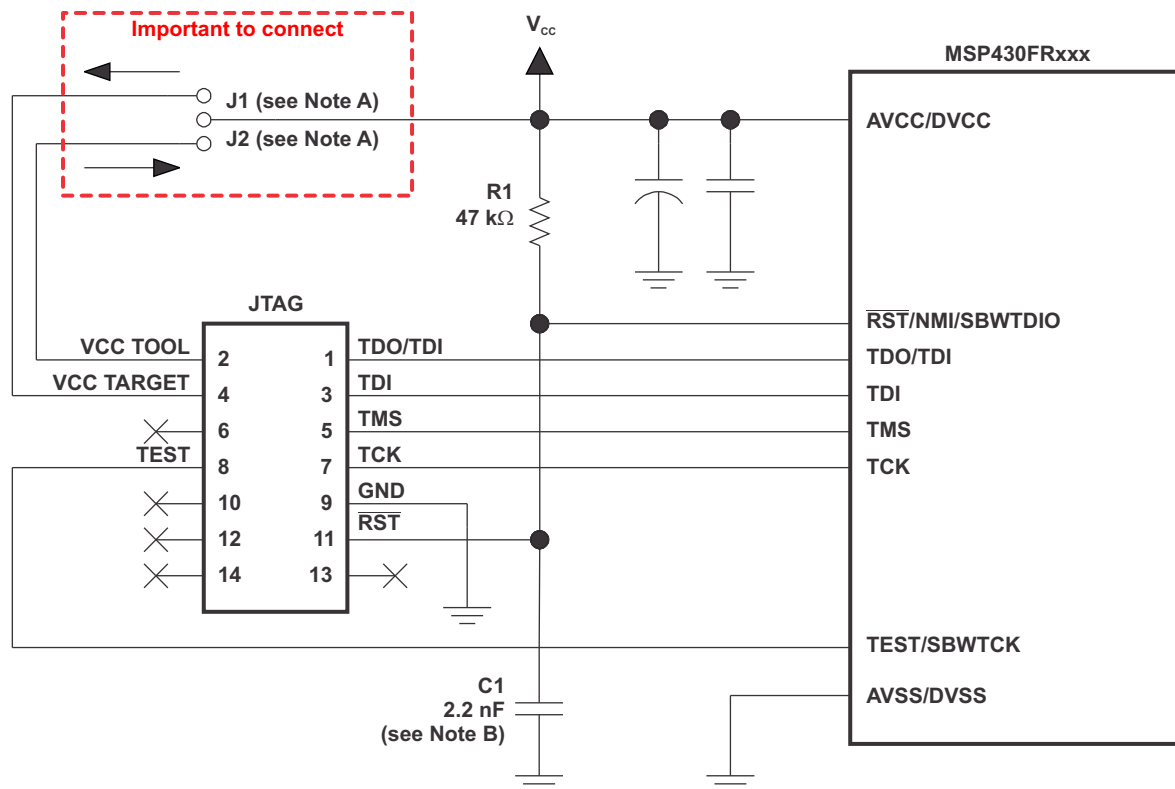 Important to connect
J1 (see Note A)
J2 (see Note A)
Vcc
MSP430FRxxx
AVCC/DVCC
R1
47 kΩ
JTAG
VCC TOOL
2
1
TDO/TDI
VCC TARGET
4
3
TDI
6
5
TMS
TEST
8
7
TCK
10
9
GND
12
11
RST
14
13
RST/NMI/SBWTDIO
TDO/TDI
TDI
TMS
TCK
TEST/SBWTCK
AVSS/DVSS
C1
2.2 nF
(see Note B)